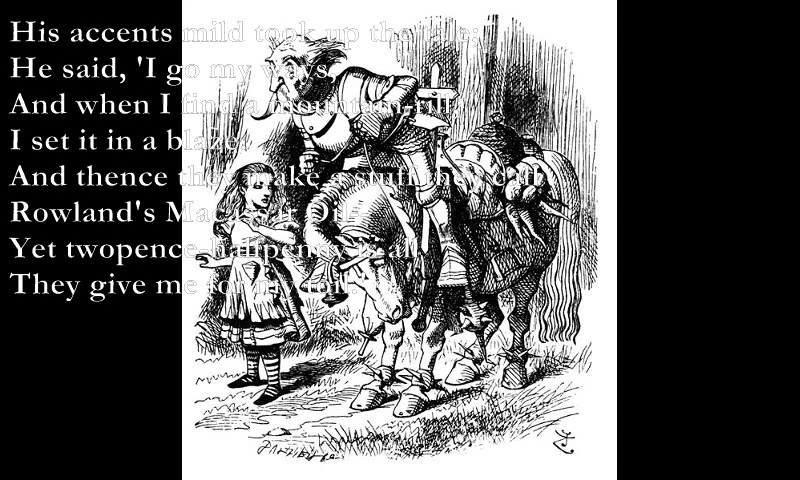 His accents mild took up the tale;
He said, 'I go my ways,
And when I find a mountain-rill,
I set it in a blaze;
And thence they make a stuff they call
Rowland's Macassar Oil--
Yet twopence-halfpenny is all
They give me for my toil.'